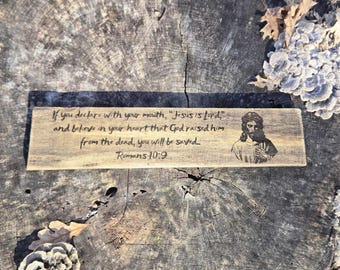 If you declare with your mouth, "Jesus is Lord,"
and believe in your heart that God raised him
from the dead, you will be saved.
Romans 10:9